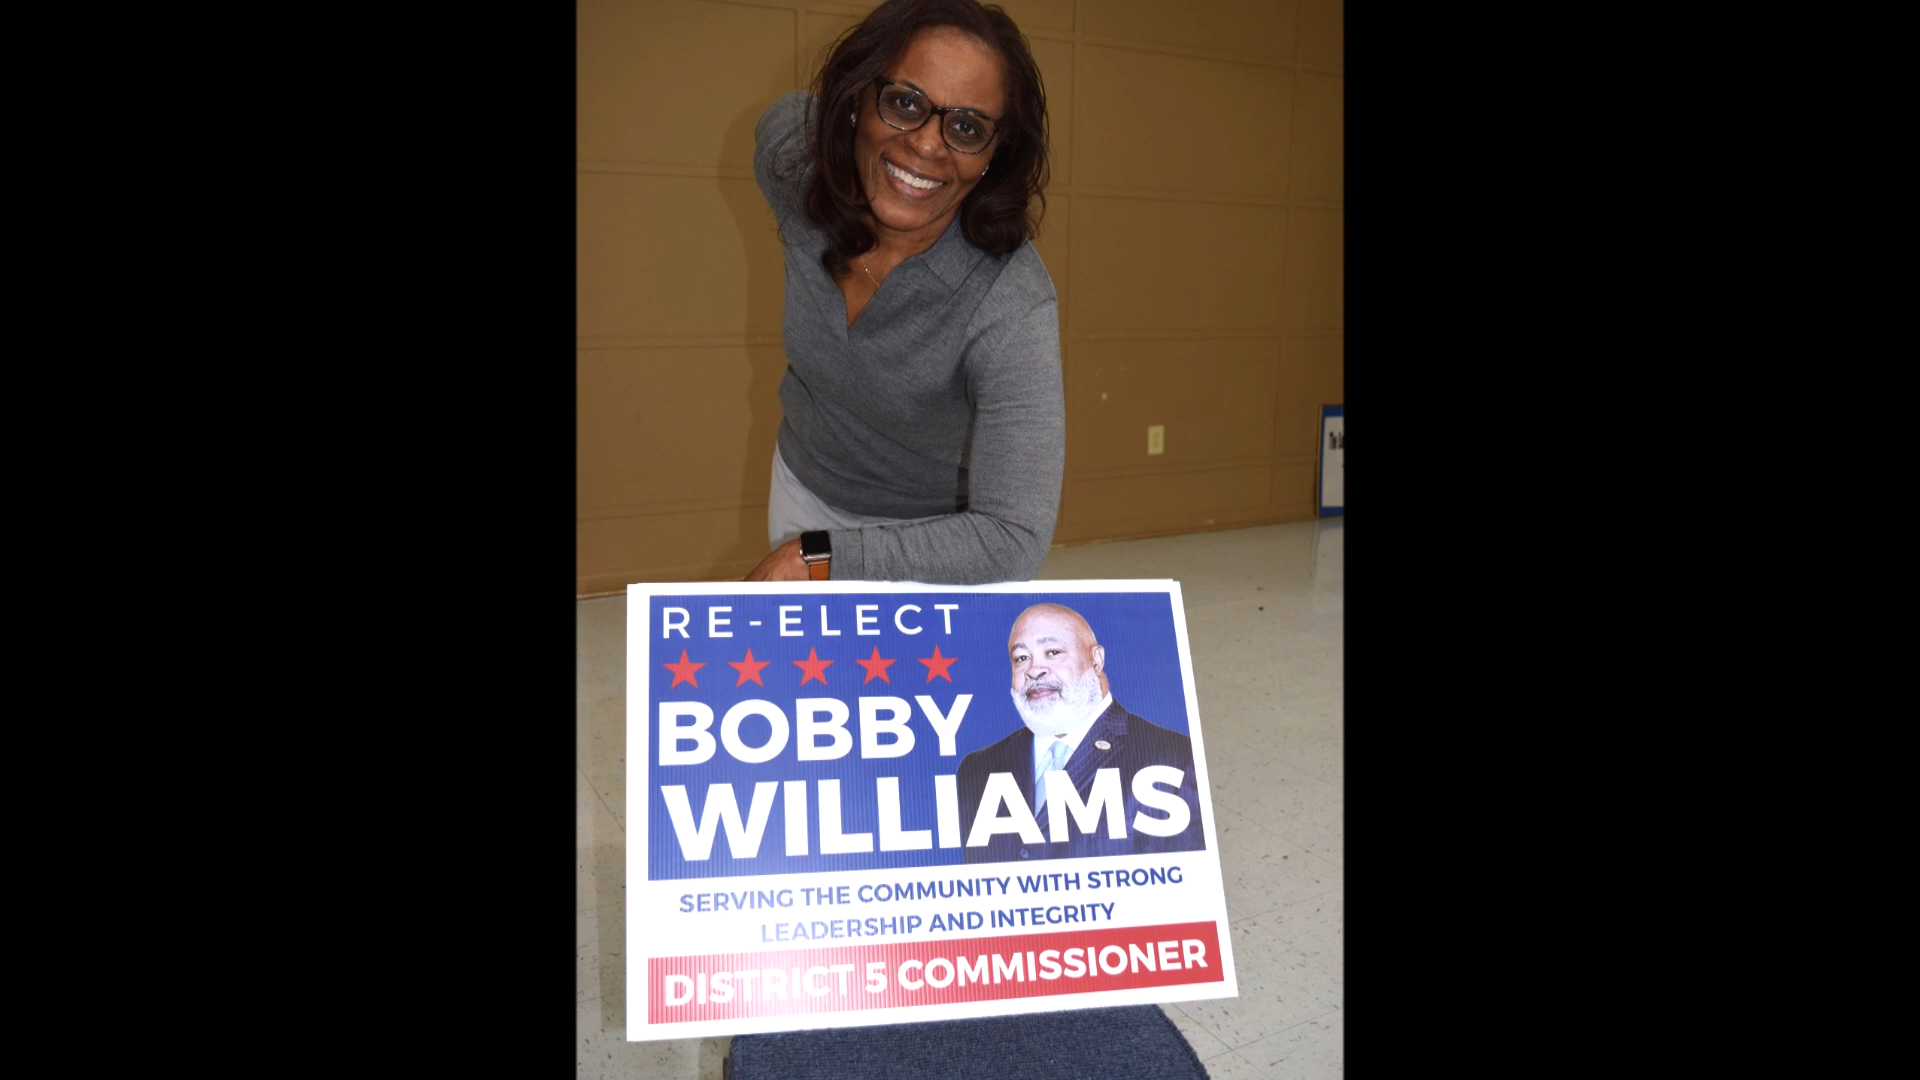 RE-ELECT
BOBBY
WILLIAMS
SERVING THE COMMUNITY WITH STRONG
LEADERSHIP AND INTEGRITY
DISTRICT 5 COMMISSIONER